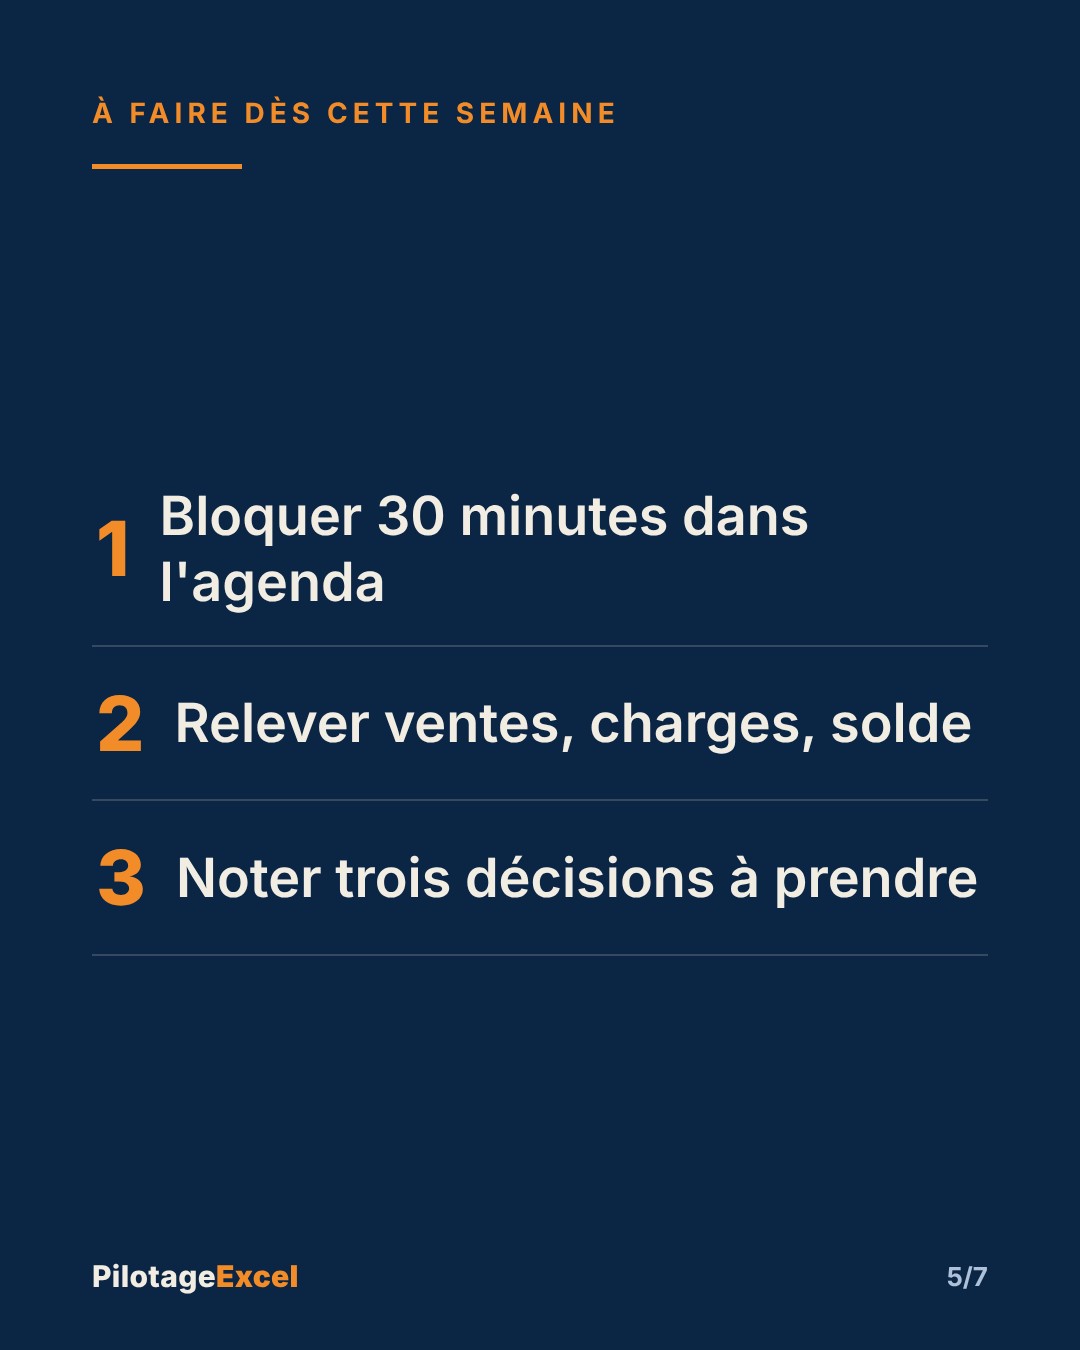 À FAIRE DÈS CETTE SEMAINE
1 Bloquer 30 minutes dans
l'agenda
2 Relever ventes, charges, solde
3 Noter trois décisions à prendre
PilotageExcel
5/7